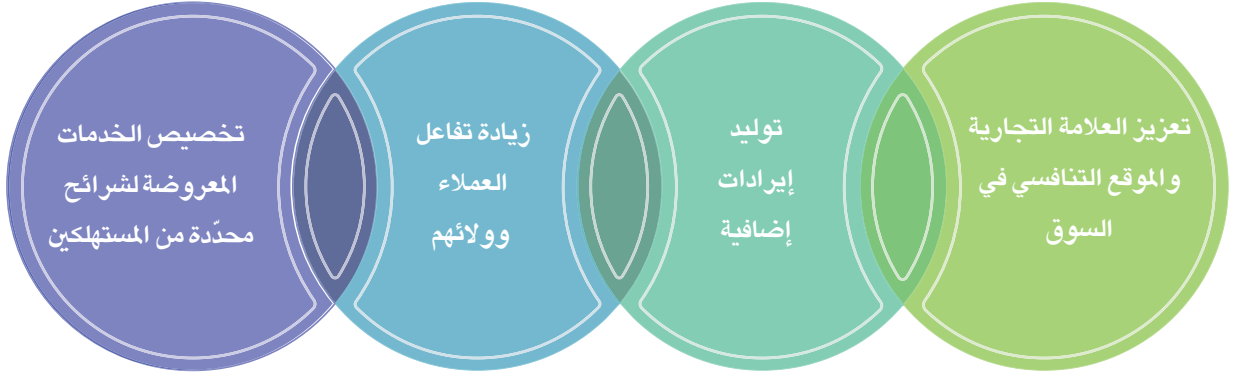 تعزيز العلامة التجارية
والموقع التنافسي في
السوق
توليد
إيرادات
إضافية
زيادة تفاعل
العملاء
وولائهم
تخصيص الخدمات
المعروضة لشرائح
محدّدة من المستهلكين